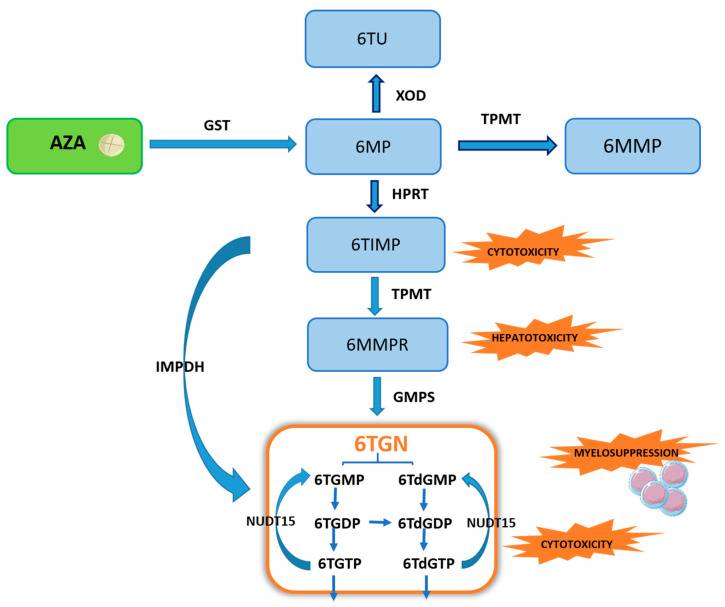 6TU
XOD
GST
TPMT
AZA
6MP
6MMP
HPRT
6TIMP
CYTOTOXICITY
TPMT
6MMPR
HEPATOTOXICITY
IMPDH
GMPS
6TGN
MYELOSUPPRESSION
6TGMP 6TdGMP
NUDT15 6TGDP 6TdGDP NUDT15
CYTOTOXICITY
6TGTP 6TdGTP